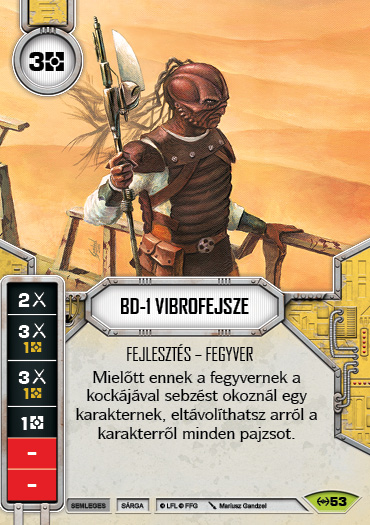 3
BD-1 VIBROFEJSZE
FEJLESZTÉS – FEGYVER
Mielőtt ennek a fegyvernek a
kockájával sebzést okoznál egy
karakternek, eltávolíthatsz arról a
karakterről minden pajzsot.
2
3
1
3
1
1
–
–
SEMLEGES SÁRGA © LFL © FFG Mariusz Gandzel 53